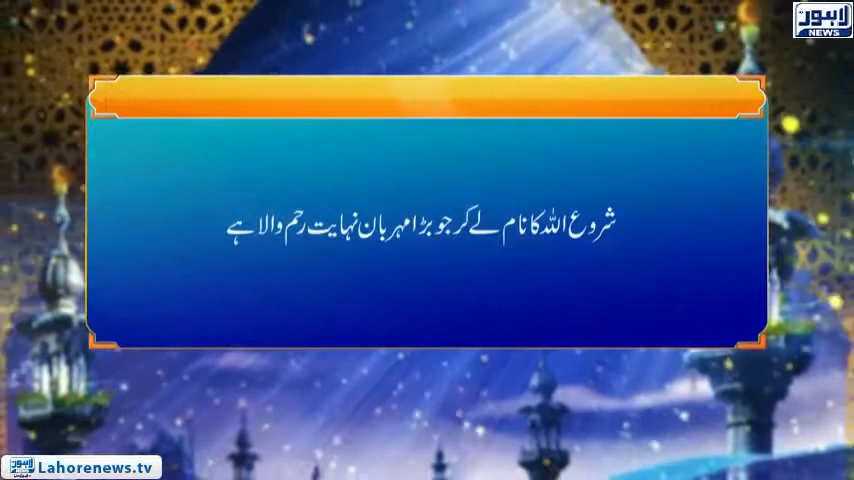 لاہور
NEWS
شروع اللہ کا نام لے کر جو بڑا مہربان نہایت رحم والا ہے
لاہور
Lahorenews.tv